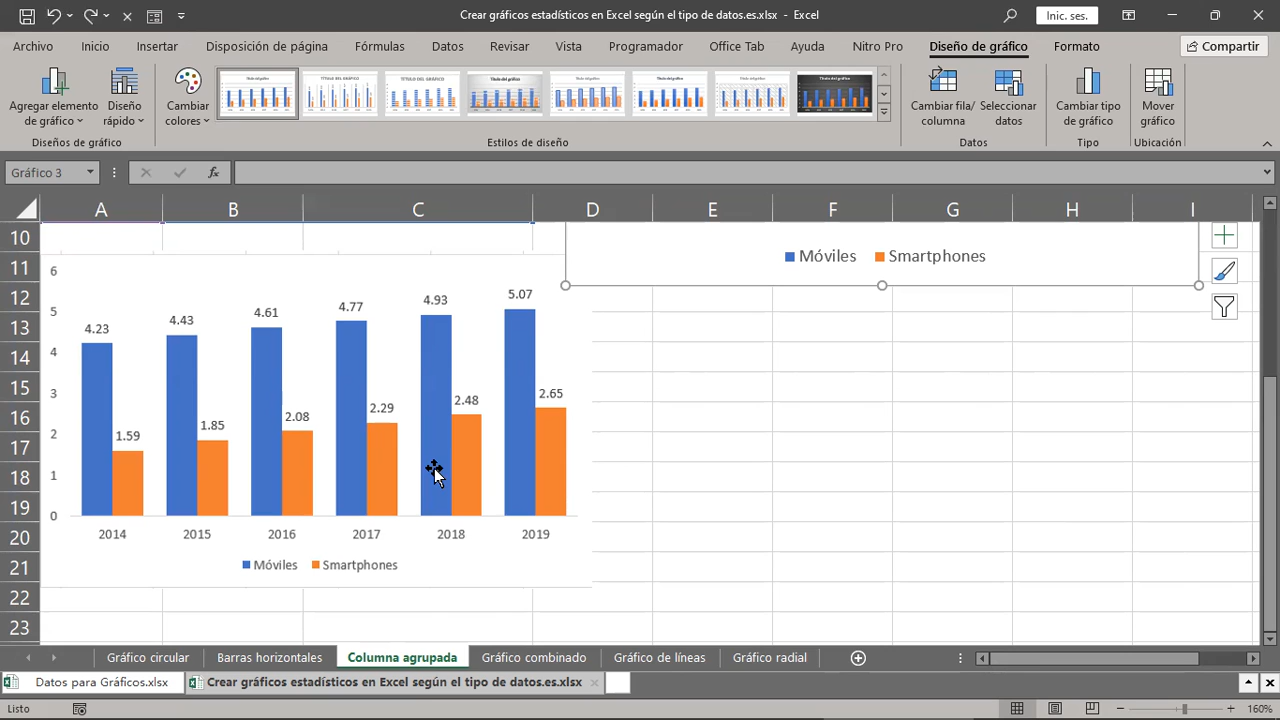 Crear gráficos estadísticos en Excel según el tipo de datos.es.xlsx - Excel
Inic. ses.
Archivo Inicio Insertar Disposición de página Fórmulas Datos Revisar Vista Programador Office Tab Ayuda Nitro Pro Diseño de gráfico Formato Compartir
Agregar elemento de gráfico
Diseño rápido
Cambiar colores
Cambiar fila/columna
Seleccionar datos
Cambiar tipo de gráfico
Mover gráfico
Diseños de gráfico Estilos de diseño Datos Tipo Ubicación
Gráfico 3 fx
A B C D E F G H I
10
11
12
13
14
15
16
17
18
19
20
21
22
23
Móviles Smartphones
6
5
4
3
2
1
0
4.23 4.43 4.61 4.77 4.93 5.07
1.59 1.85 2.08 2.29 2.48 2.65
2014 2015 2016 2017 2018 2019
Móviles Smartphones
Gráfico circular Barras horizontales Columna agrupada Gráfico combinado Gráfico de líneas Gráfico radial
Datos para Gráficos.xlsx Crear gráficos estadísticos en Excel según el tipo de datos.es.xlsx
Listo 160%